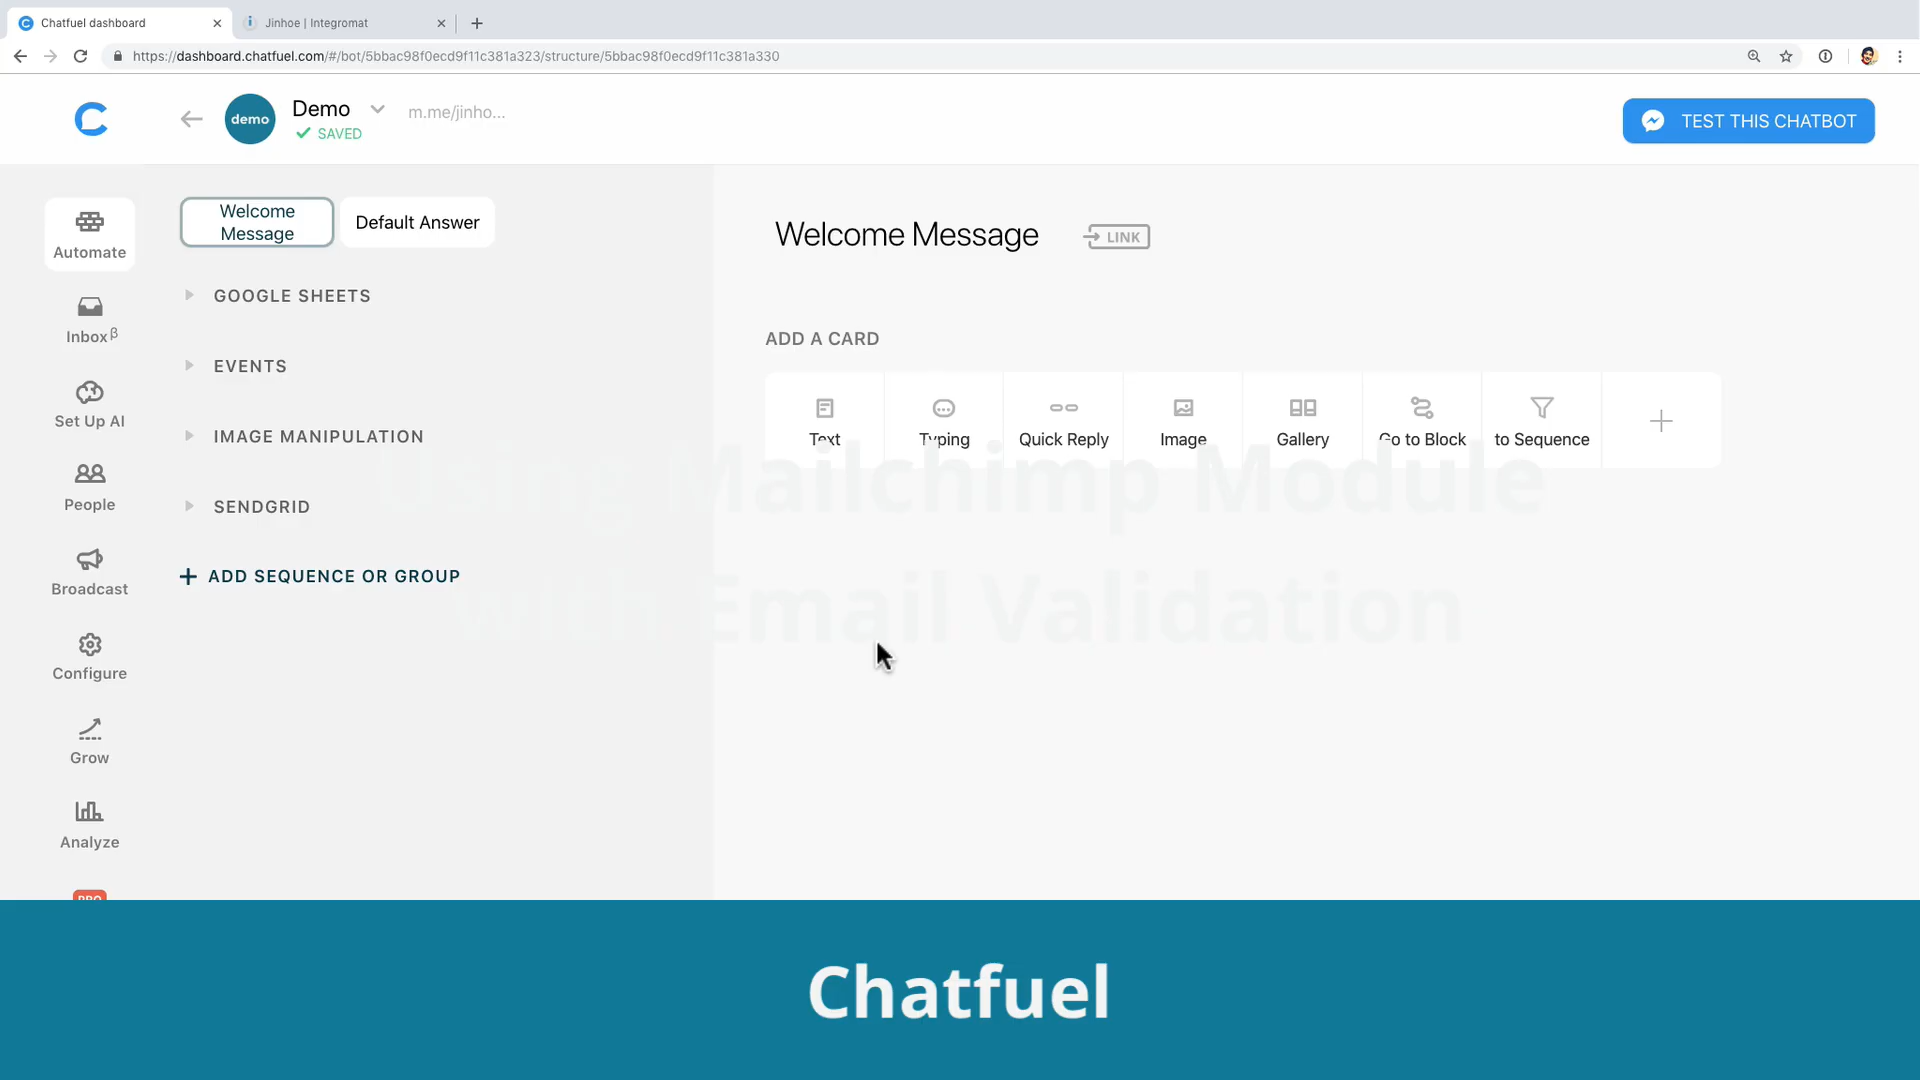 Chatfuel dashboard
Jinhoe | Integromat
https://dashboard.chatfuel.com/#/bot/5bbac98f0ecd9f11c381a323/structure/5bbac98f0ecd9f11c381a330
demo
Demo
m.me/jinho...
SAVED
TEST THIS CHATBOT
Automate
Inbox β
Set Up AI
People
Broadcast
Configure
Grow
Analyze
PRO
Welcome
Message
Default Answer
GOOGLE SHEETS
EVENTS
IMAGE MANIPULATION
SENDGRID
ADD SEQUENCE OR GROUP
Welcome Message
LINK
ADD A CARD
Text
Typing
Quick Reply
Image
Gallery
Go to Block
to Sequence
Using Mailchimp Module
with Email Validation
Chatfuel